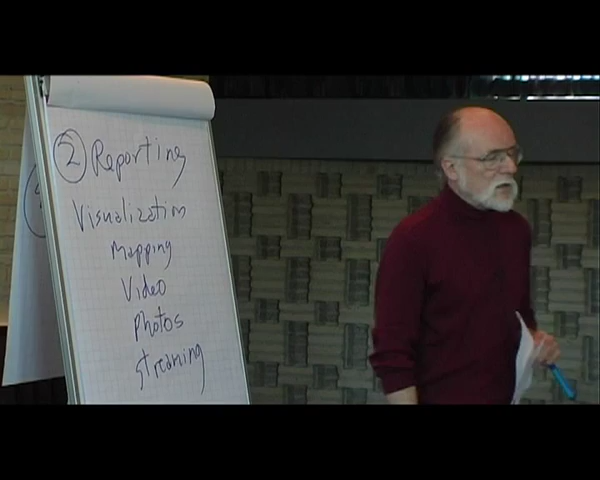 ② Reporting
Visualization
mapping
Video
photos
streaming